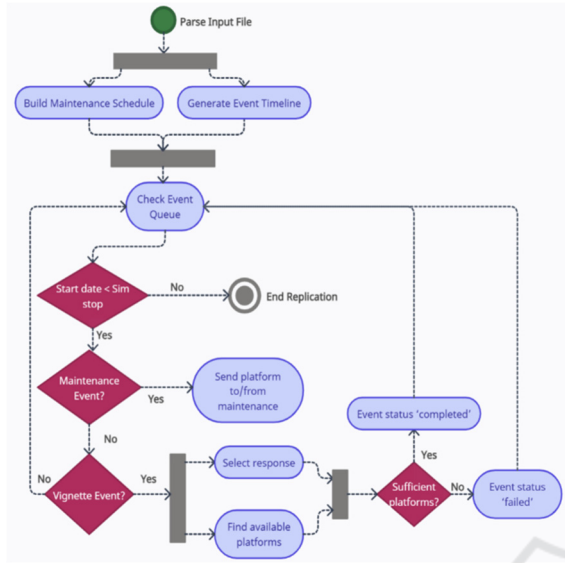 Parse Input File
Build Maintenance Schedule
Generate Event Timeline
Check Event
Queue
Start date < Sim
stop
No
End Replication
Yes
Maintenance
Event?
Yes
Send platform
to/from
maintenance
No
Vignette Event?
No
Yes
Select response
Find available
platforms
Sufficient
platforms?
Yes
Event status 'completed'
No
Event status
'failed'